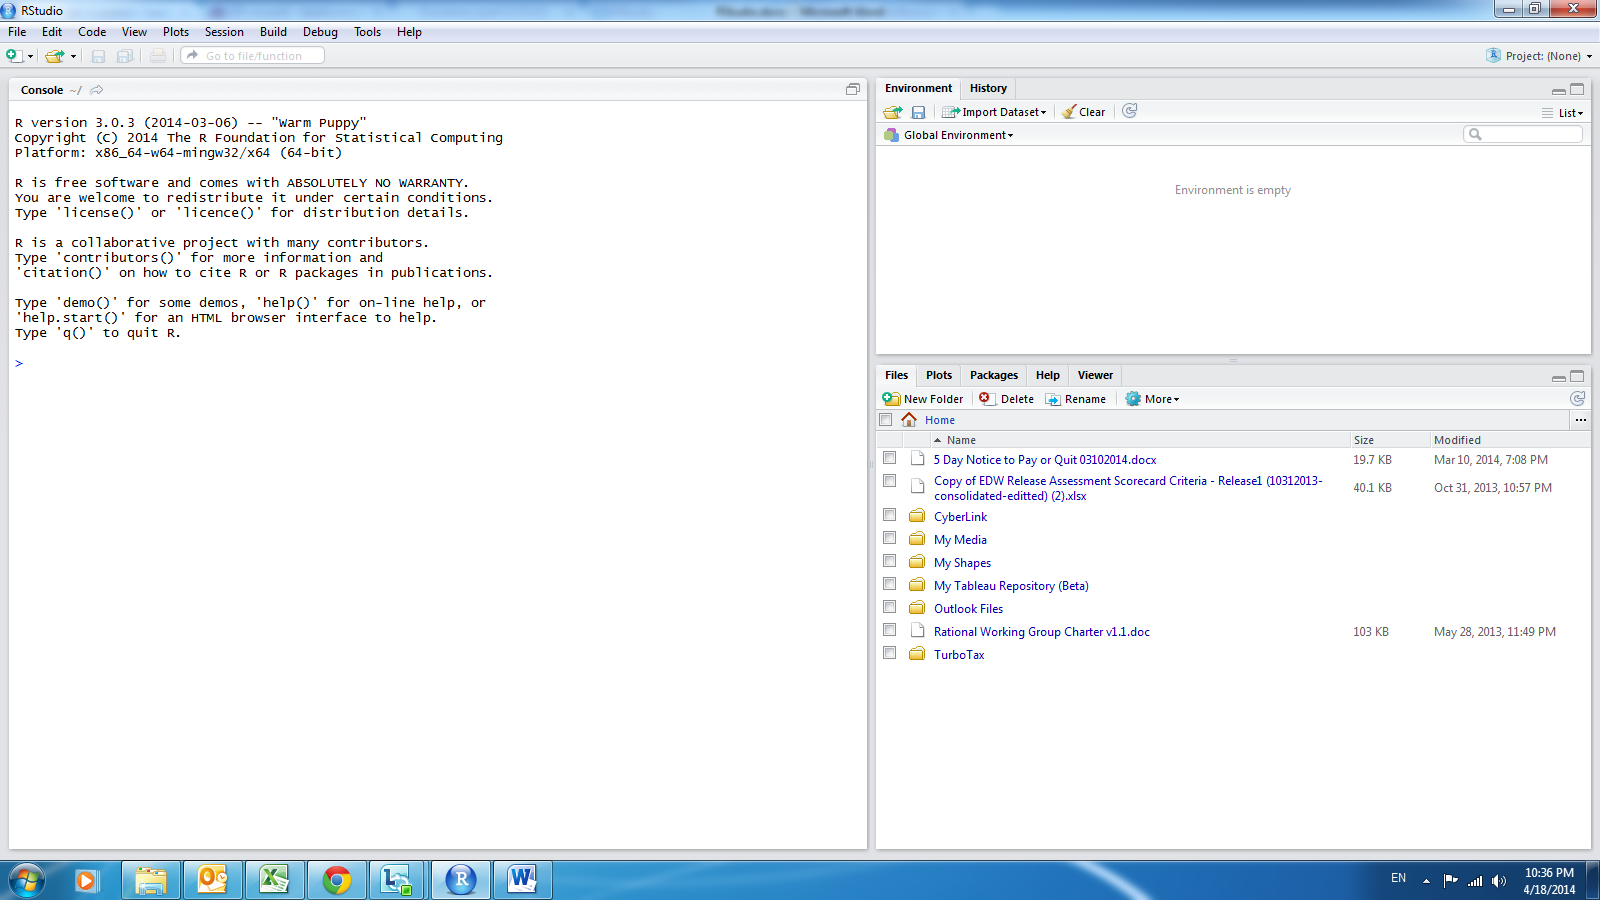 RStudio
File Edit Code View Plots Session Build Debug Tools Help
Go to file/function
Project: (None)
Console ~/
R version 3.0.3 (2014-03-06) -- "Warm Puppy"
Copyright (C) 2014 The R Foundation for Statistical Computing
Platform: x86_64-w64-mingw32/x64 (64-bit)
R is free software and comes with ABSOLUTELY NO WARRANTY.
You are welcome to redistribute it under certain conditions.
Type 'license()' or 'licence()' for distribution details.
R is a collaborative project with many contributors.
Type 'contributors()' for more information and
'citation()' on how to cite R or R packages in publications.
Type 'demo()' for some demos, 'help()' for on-line help, or
'help.start()' for an HTML browser interface to help.
Type 'q()' to quit R.
>
Environment History
Import Dataset Clear List
Global Environment
Environment is empty
Files Plots Packages Help Viewer
New Folder Delete Rename More
Home ...
Name Size Modified
5 Day Notice to Pay or Quit 03102014.docx 19.7 KB Mar 10, 2014, 7:08 PM
Copy of EDW Release Assessment Scorecard Criteria - Release1 (10312013-
consolidated-editted) (2).xlsx 40.1 KB Oct 31, 2013, 10:57 PM
CyberLink
My Media
My Shapes
My Tableau Repository (Beta)
Outlook Files
Rational Working Group Charter v1.1.doc 103 KB May 28, 2013, 11:49 PM
TurboTax
EN 10:36 PM
4/18/2014